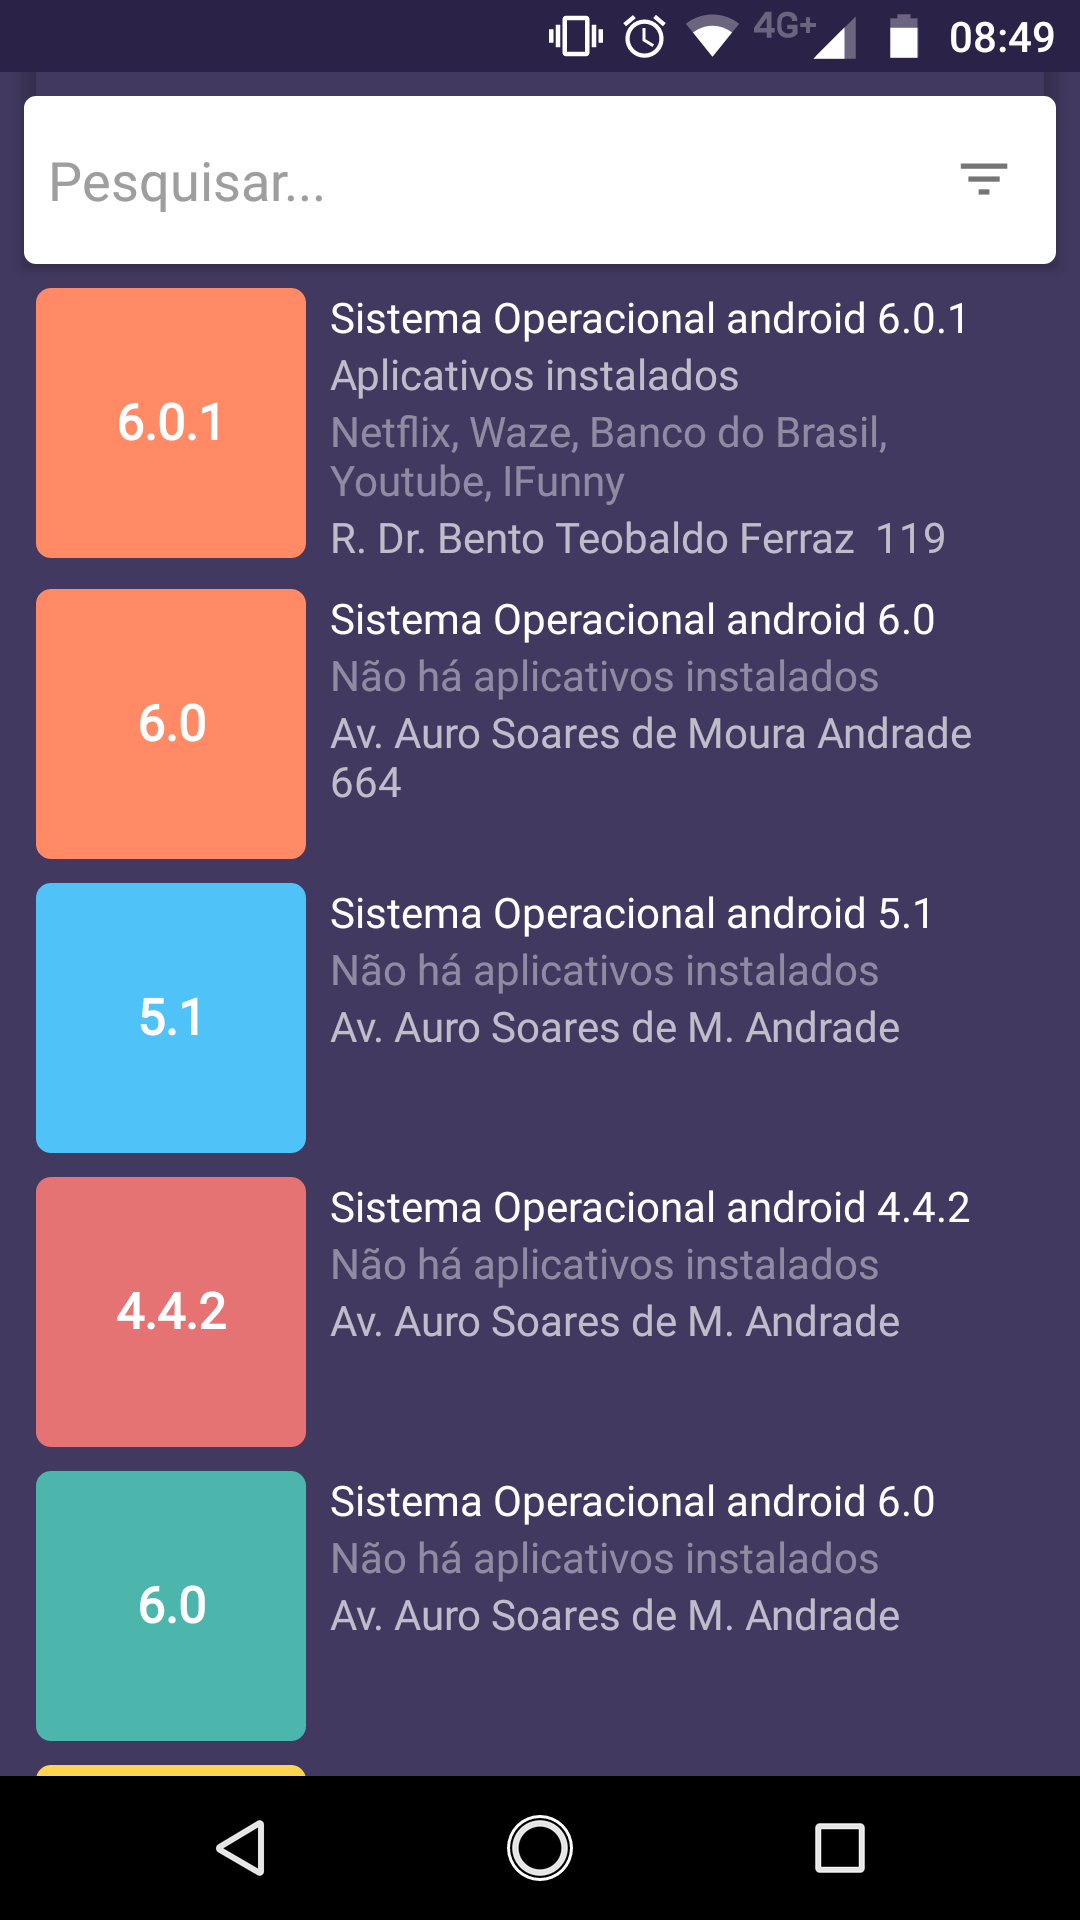 4G+ 08:49
Pesquisar...
6.0.1
Sistema Operacional android 6.0.1
Aplicativos instalados
Netflix, Waze, Banco do Brasil,
Youtube, IFunny
R. Dr. Bento Teobaldo Ferraz  119
6.0
Sistema Operacional android 6.0
Não há aplicativos instalados
Av. Auro Soares de Moura Andrade
664
5.1
Sistema Operacional android 5.1
Não há aplicativos instalados
Av. Auro Soares de M. Andrade
4.4.2
Sistema Operacional android 4.4.2
Não há aplicativos instalados
Av. Auro Soares de M. Andrade
6.0
Sistema Operacional android 6.0
Não há aplicativos instalados
Av. Auro Soares de M. Andrade